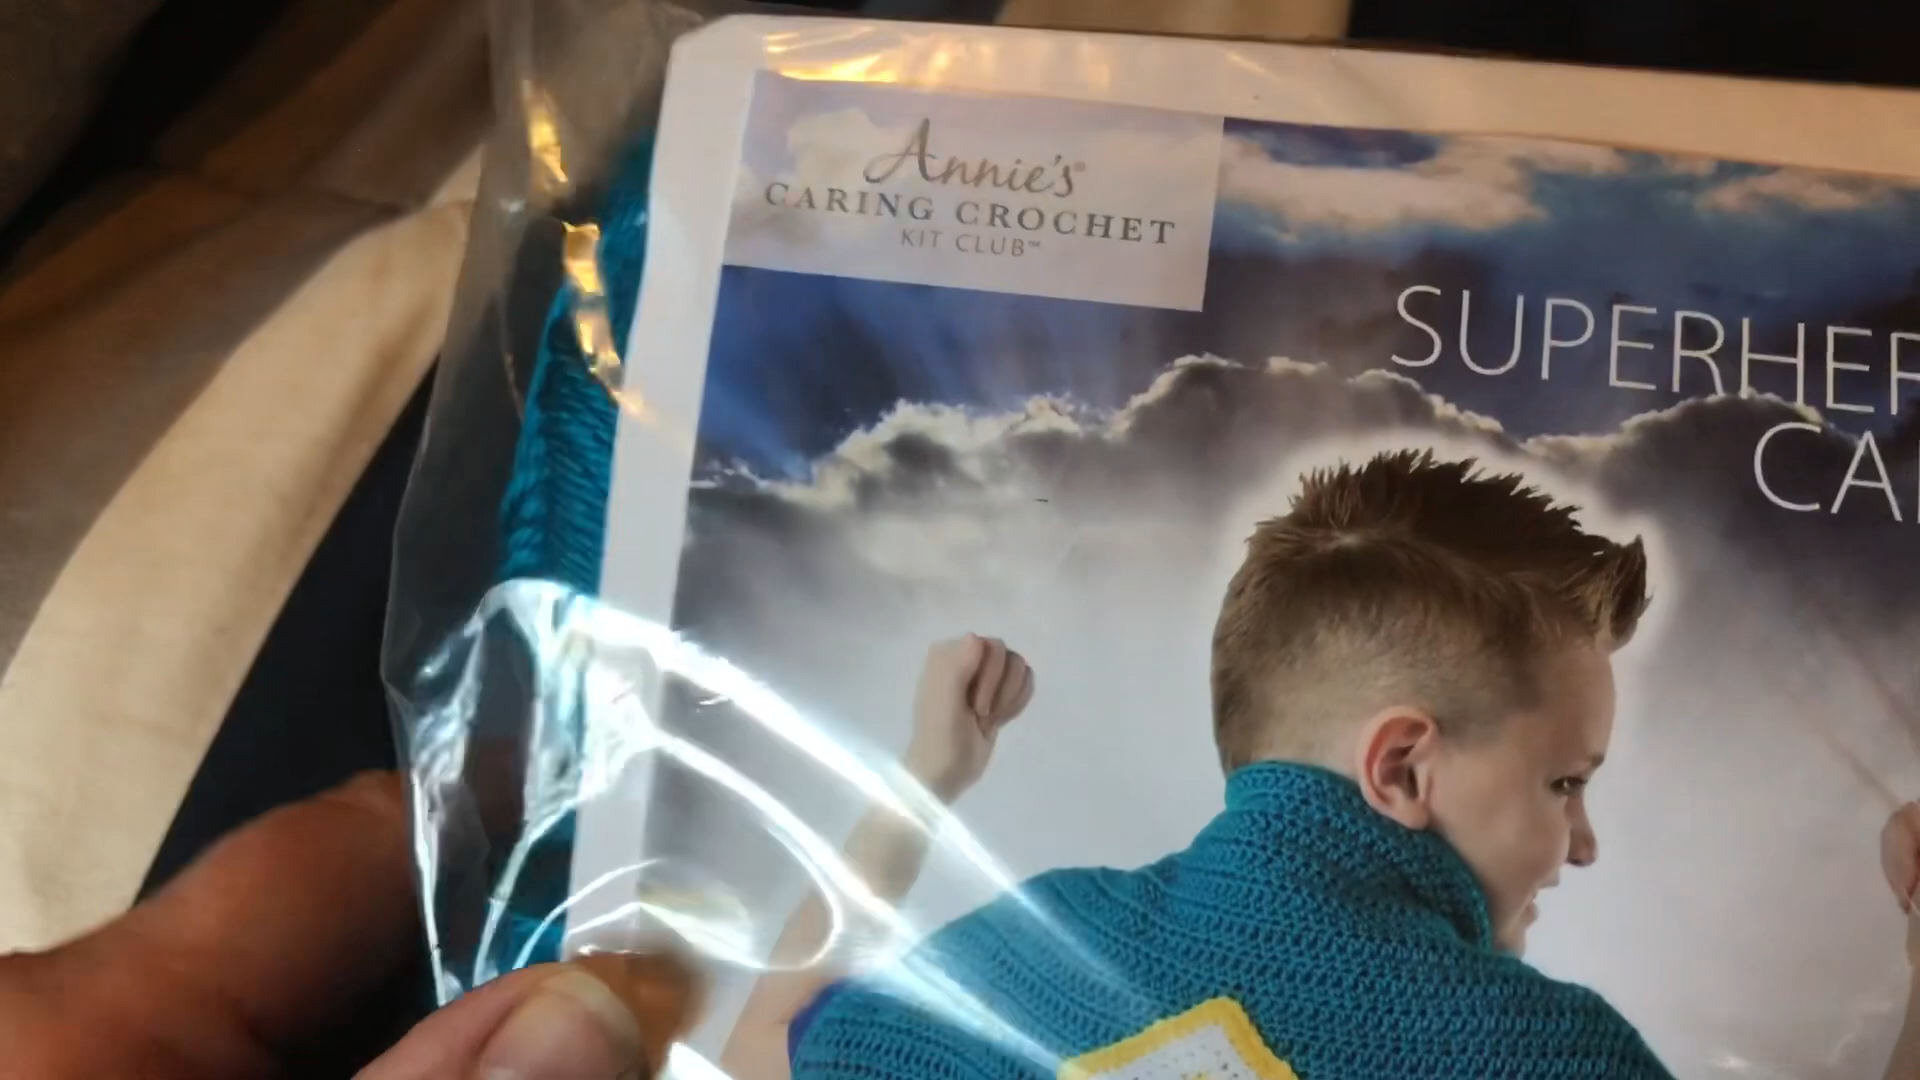 Annie's®
CARING CROCHET
KIT CLUB™
SUPERHER
CA